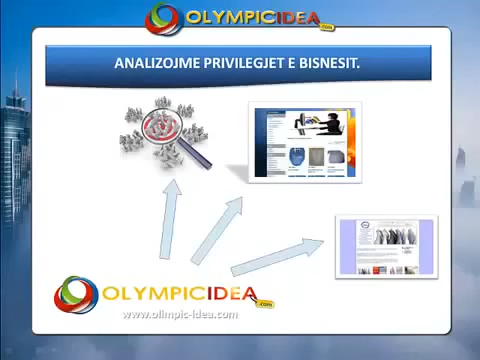 OLYMPICIDEA
.com
ANALIZOJME PRIVILEGJET E BISNESIT.
OLYMPICIDEA
.com
www.olimpic-idea.com